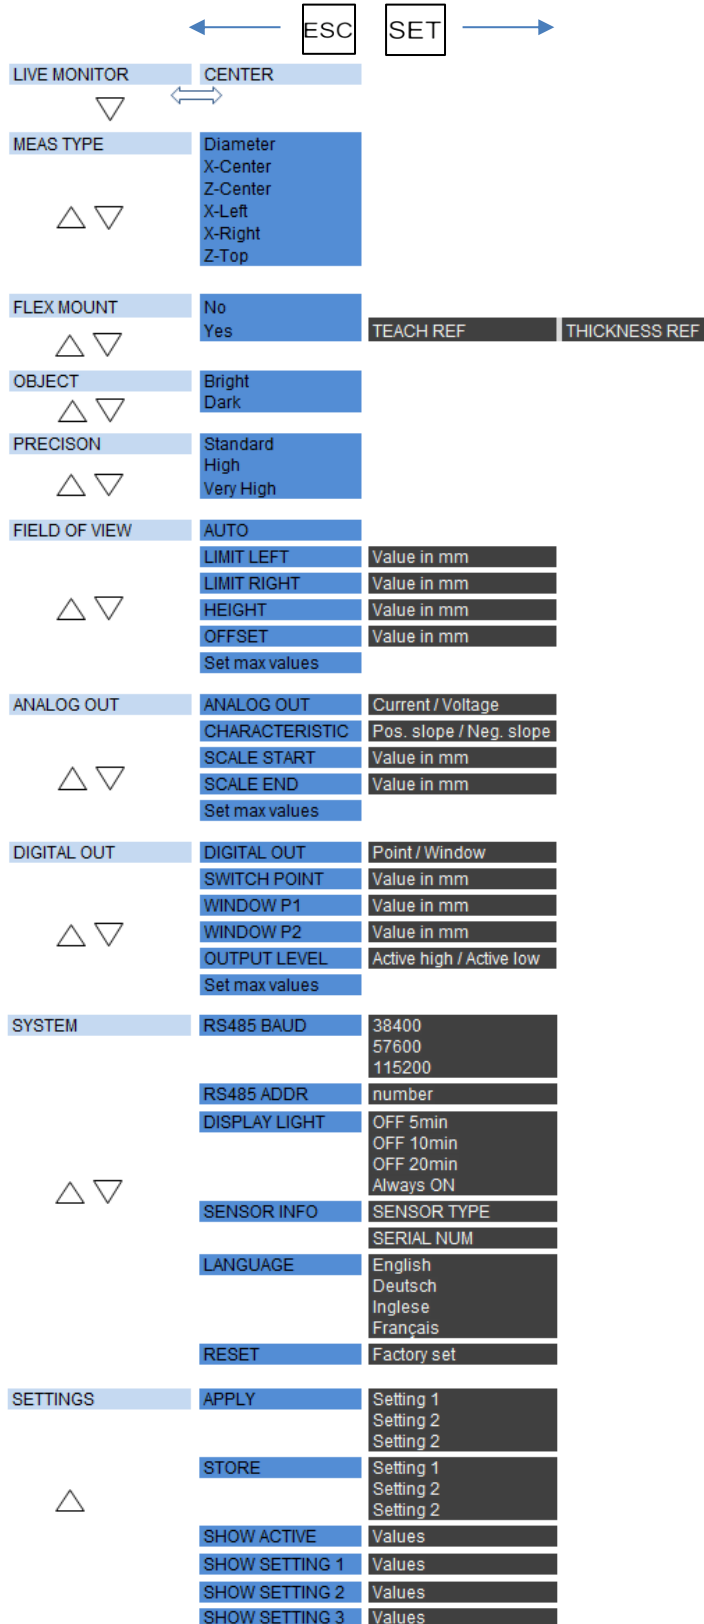 ESC SET
LIVE MONITOR CENTER
MEAS TYPE Diameter
X-Center
Z-Center
X-Left
X-Right
Z-Top
FLEX MOUNT No
Yes TEACH REF THICKNESS REF
OBJECT Bright
Dark
PRECISON Standard
High
Very High
FIELD OF VIEW AUTO
LIMIT LEFT Value in mm
LIMIT RIGHT Value in mm
HEIGHT Value in mm
OFFSET Value in mm
Set max values
ANALOG OUT ANALOG OUT Current / Voltage
CHARACTERISTIC Pos. slope / Neg. slope
SCALE START Value in mm
SCALE END Value in mm
Set max values
DIGITAL OUT DIGITAL OUT Point / Window
SWITCH POINT Value in mm
WINDOW P1 Value in mm
WINDOW P2 Value in mm
OUTPUT LEVEL Active high / Active low
Set max values
SYSTEM RS485 BAUD 38400
57600
115200
RS485 ADDR number
DISPLAY LIGHT OFF 5min
OFF 10min
OFF 20min
Always ON
SENSOR INFO SENSOR TYPE
SERIAL NUM
LANGUAGE English
Deutsch
Inglese
Français
RESET Factory set
SETTINGS APPLY Setting 1
Setting 2
Setting 2
STORE Setting 1
Setting 2
Setting 2
SHOW ACTIVE Values
SHOW SETTING 1 Values
SHOW SETTING 2 Values
SHOW SETTING 3 Values